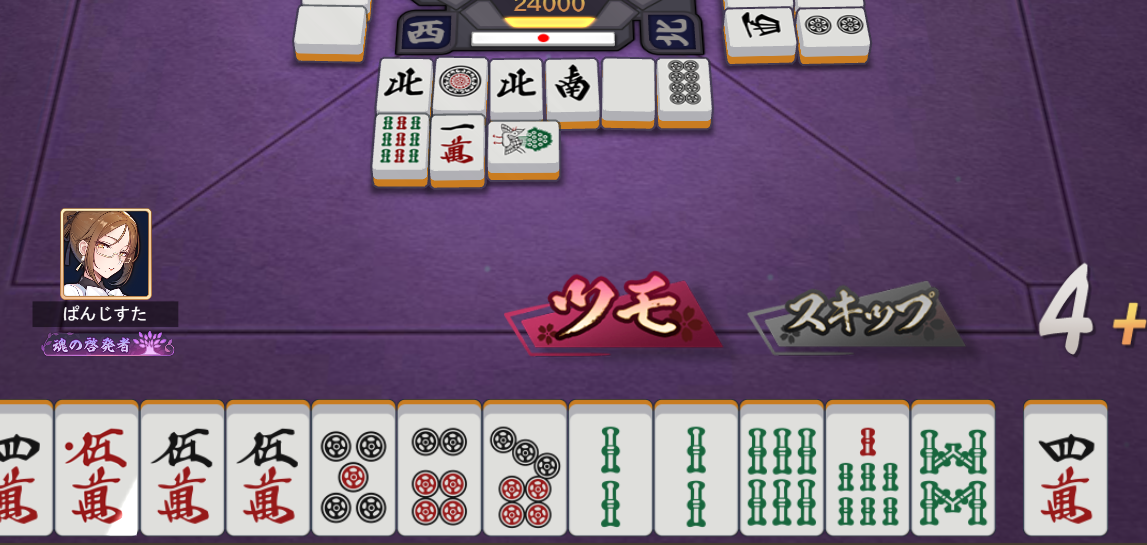 24000
西
北
西
北
北
南
一
萬
ぱんじすた
魂の啓発者
ツモ
スキップ
4+
四 伍 伍 伍 四
萬 萬 萬 萬 萬